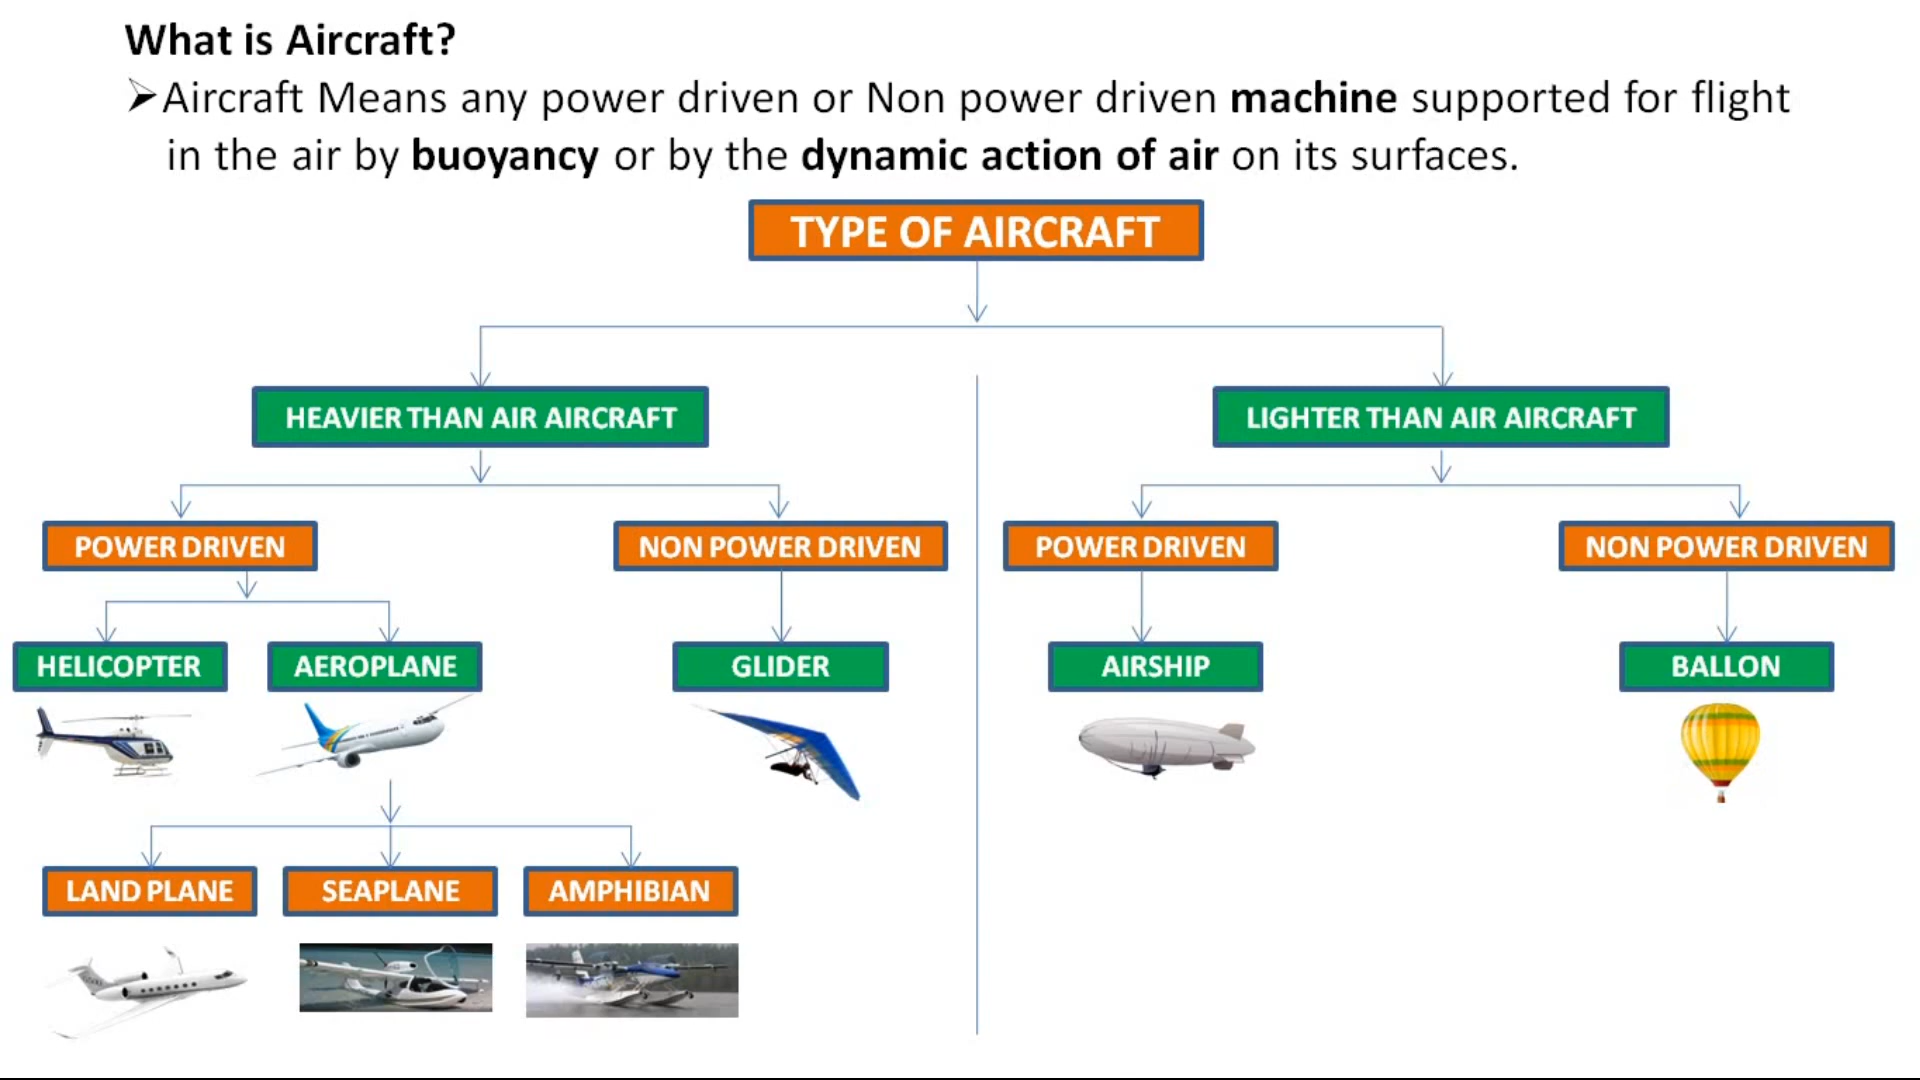 What is Aircraft?
➢Aircraft Means any power driven or Non power driven machine supported for flight
in the air by buoyancy or by the dynamic action of air on its surfaces.
TYPE OF AIRCRAFT
HEAVIER THAN AIR AIRCRAFT
LIGHTER THAN AIR AIRCRAFT
POWER DRIVEN
NON POWER DRIVEN
POWER DRIVEN
NON POWER DRIVEN
HELICOPTER
AEROPLANE
GLIDER
AIRSHIP
BALLON
LAND PLANE
SEAPLANE
AMPHIBIAN